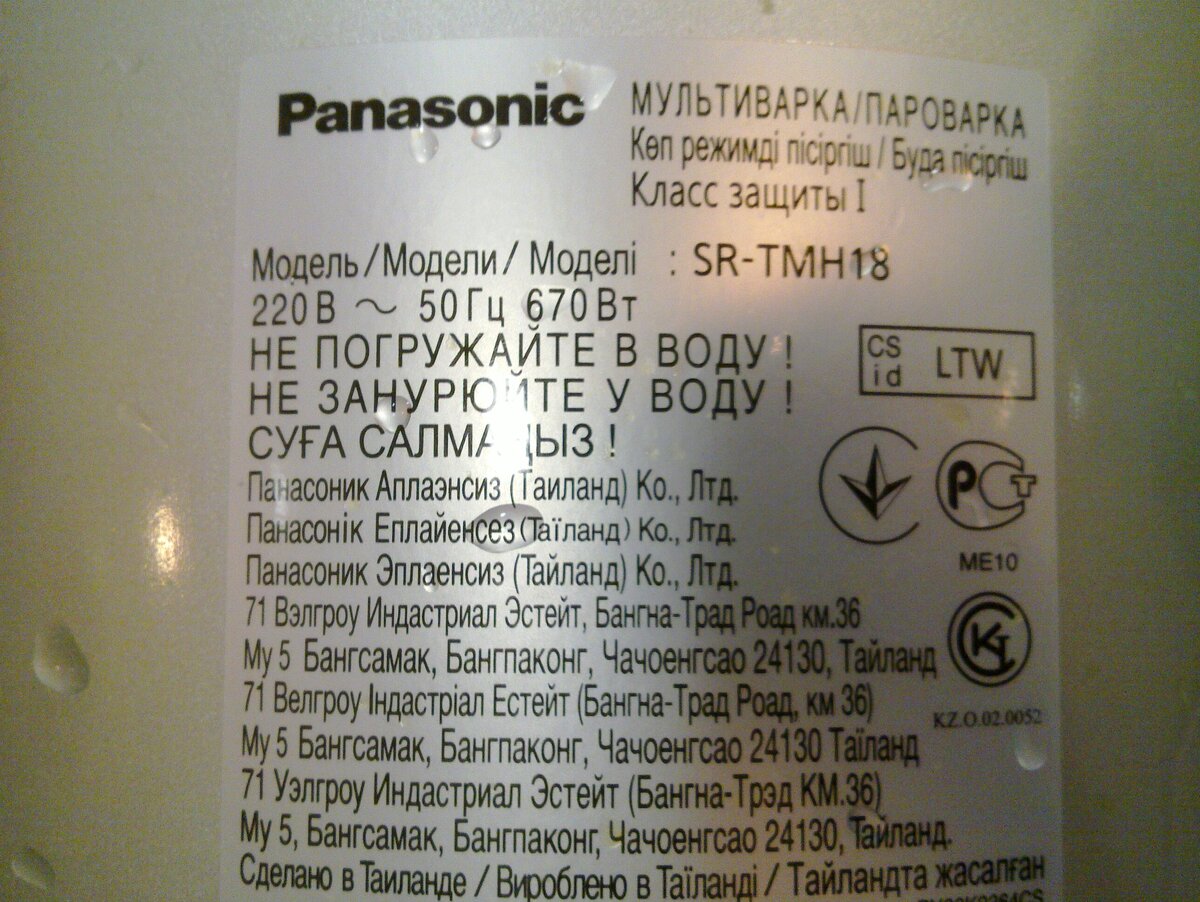 Panasonic
МУЛЬТИВАРКА/ПАРОВАРКА
Көп режимді пісіргіш / Буда пісіргіш
Класс защиты I
Модель/Модели/ Моделі : SR-TMH18
220В ~ 50Гц 670Вт
НЕ ПОГРУЖАЙТЕ В ВОДУ !
НЕ ЗАНУРЮЙТЕ У ВОДУ !
СУҒА САЛМАҢЫЗ !
CS id LTW
Панасоник Аплаэнсиз (Таиланд) Ко., Лтд.
Панасонік Еплайенсез (Таїланд) Ко., Лтд.
Панасоник Эплаенсиз (Тайланд) Ко., Лтд.
PCT
ME10
71 Вэлгроу Индастриал Эстейт, Бангна-Трад Роад км.36
Му 5 Бангсамак, Бангпаконг, Чачоенгсао 24130, Тайланд
71 Велгроу Індастріал Естейт (Бангна-Трад Роад, км 36)
KZ.O.02.0052
Му 5 Бангсамак, Бангпаконг, Чачоенгсао 24130 Таїланд
71 Уэлгроу Индастриал Эстейт (Бангна-Трэд КМ.36)
Му 5, Бангсамак, Бангпаконг, Чачоенгсао 24130, Тайланд.
Сделано в Таиланде / Вироблено в Таїланді / Тайландта жасалған